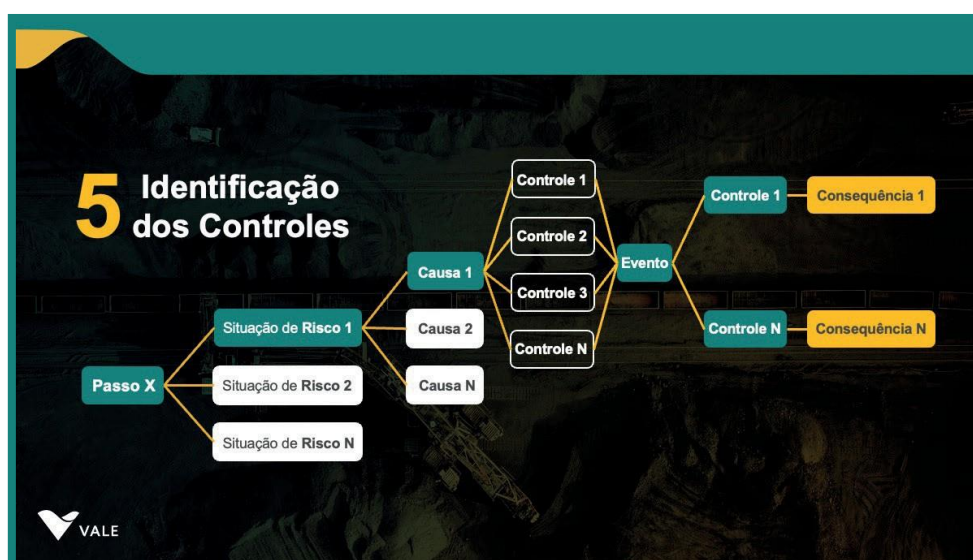 5 Identificação
dos Controles
Passo X
Situação de Risco 1
Situação de Risco 2
Situação de Risco N
Causa 1
Causa 2
Causa N
Controle 1
Controle 2
Controle 3
Controle N
Evento
Controle 1
Consequência 1
Controle N
Consequência N
VALE